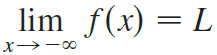 lim f(x) = L
x→−∞